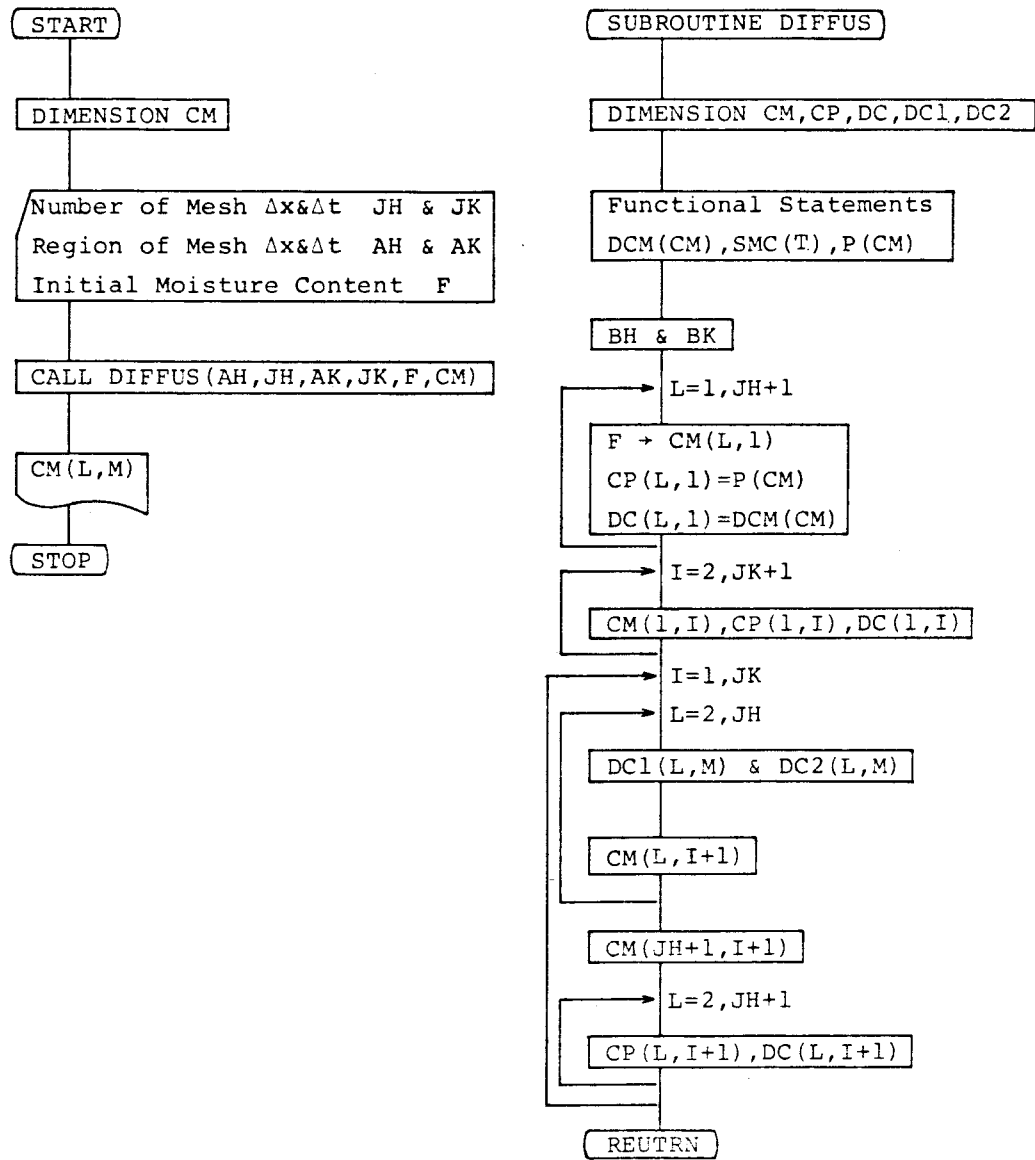 START
DIMENSION CM
Number of Mesh Δx&Δt JH & JK
Region of Mesh Δx&Δt AH & AK
Initial Moisture Content F
CALL DIFFUS(AH,JH,AK,JK,F,CM)
CM(L,M)
STOP
SUBROUTINE DIFFUS
DIMENSION CM,CP,DC,DC1,DC2
Functional Statements
DCM(CM),SMC(T),P(CM)
BH & BK
L=1,JH+1
F → CM(L,1)
CP(L,1)=P(CM)
DC(L,1)=DCM(CM)
I=2,JK+1
CM(1,I),CP(1,I),DC(1,I)
I=1,JK
L=2,JH
DC1(L,M) & DC2(L,M)
CM(L,I+1)
CM(JH+1,I+1)
L=2,JH+1
CP(L,I+1),DC(L,I+1)
REUTRN